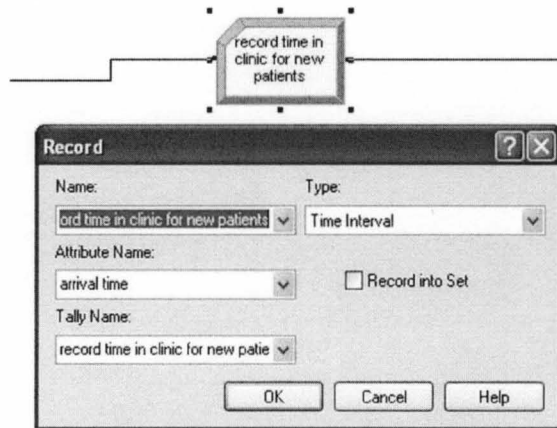 record time in
clinic for new
patients
Record
Name:
Type:
ord time in clinic for new patients
Time Interval
Attribute Name:
arrival time
Record into Set
Tally Name:
record time in clinic for new patie
OK
Cancel
Help